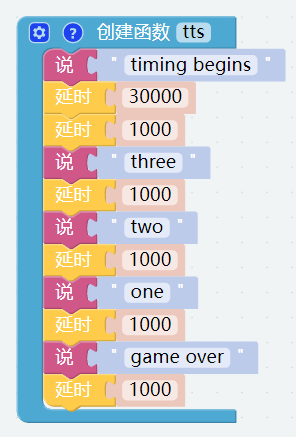 ? 创建函数 tts
说 " timing begins "
延时 30000
延时 1000
说 " three "
延时 1000
说 " two "
延时 1000
说 " one "
延时 1000
说 " game over "
延时 1000